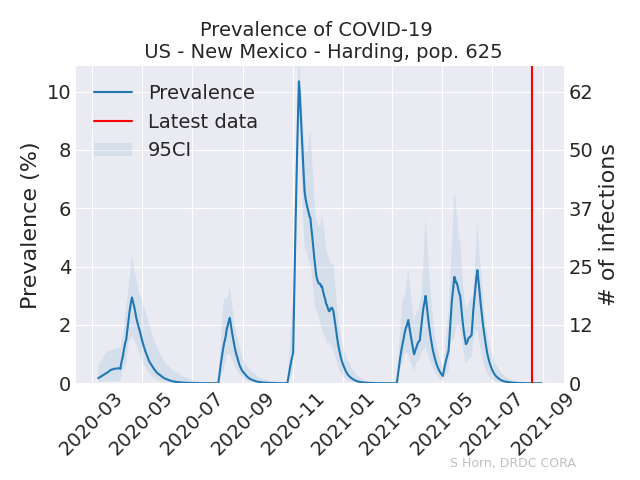 Prevalence of COVID-19
US - New Mexico - Harding, pop. 625
Prevalence
Latest data
95CI
Prevalence (%)
10
8
6
4
2
0
# of infections
62
50
37
25
12
0
2020-03
2020-05
2020-07
2020-09
2020-11
2021-01
2021-03
2021-05
2021-07
2021-09
S Horn, DRDC CORA